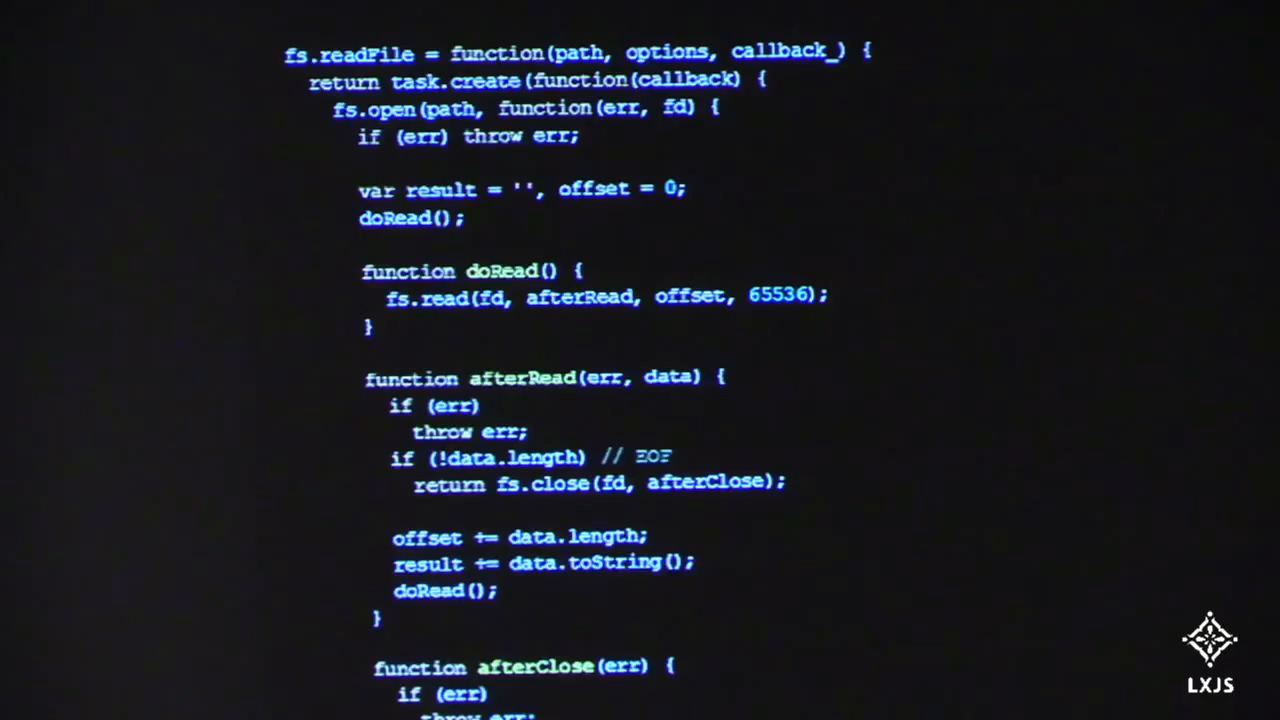 fs.readFile = function(path, options, callback_) {
return task.create(function(callback) {
fs.open(path, function(err, fd) {
if (err) throw err;
var result = '', offset = 0;
doRead();
function doRead() {
fs.read(fd, afterRead, offset, 65536);
}
function afterRead(err, data) {
if (err)
throw err;
if (!data.length) // EOF
return fs.close(fd, afterClose);
offset += data.length;
result += data.toString();
doRead();
}
function afterClose(err) {
if (err)
throw err;
LXJS